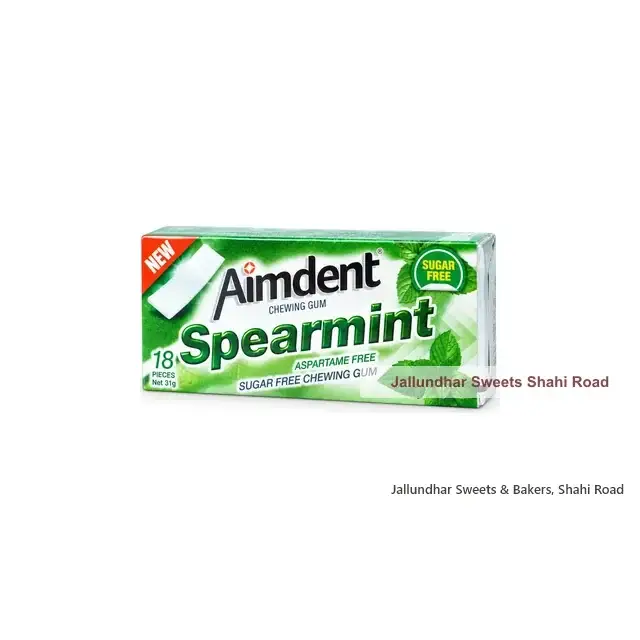 NEW
Aimdent®
CHEWING GUM
SUGAR
FREE
Spearmint
18
PIECES
Net 31g
ASPARTAME FREE
SUGAR FREE CHEWING GUM
Jallundhar Sweets Shahi Road
Jallundhar Sweets & Bakers, Shahi Road